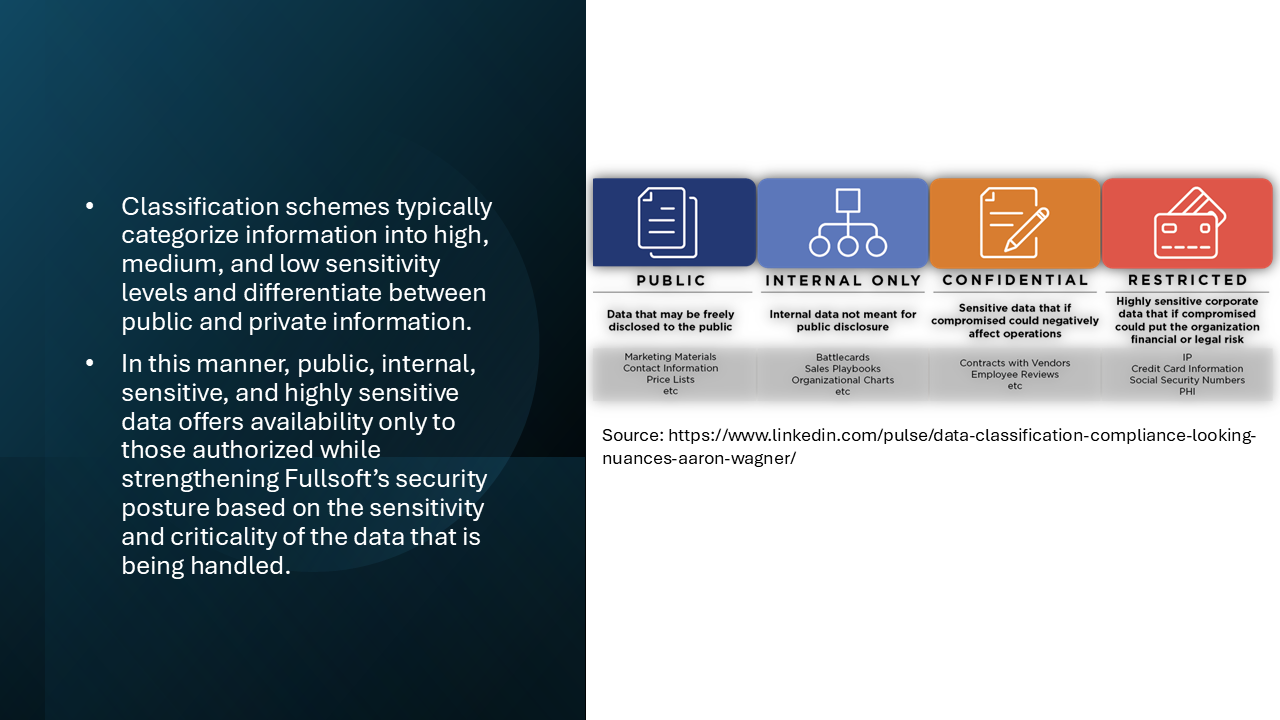 • Classification schemes typically
categorize information into high,
medium, and low sensitivity
levels and differentiate between
public and private information.
• In this manner, public, internal,
sensitive, and highly sensitive
data offers availability only to
those authorized while
strengthening Fullsoft’s security
posture based on the sensitivity
and criticality of the data that is
being handled.
PUBLIC
Data that may be freely
disclosed to the public
Marketing Materials
Contact Information
Price Lists
etc
INTERNAL ONLY
Internal data not meant for
public disclosure
Battlecards
Sales Playbooks
Organizational Charts
etc
CONFIDENTIAL
Sensitive data that if
compromised could negatively
affect operations
Contracts with Vendors
Employee Reviews
etc
RESTRICTED
Highly sensitive corporate
data that if compromised
could put the organization
financial or legal risk
IP
Credit Card Information
Social Security Numbers
PHI
Source: https://www.linkedin.com/pulse/data-classification-compliance-looking-
nuances-aaron-wagner/